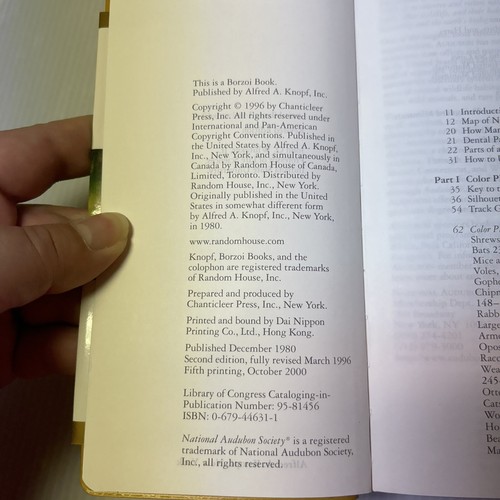 This is a Borzoi Book.
Published by Alfred A. Knopf, Inc.
Copyright © 1996 by Chanticleer
Press, Inc. All rights reserved under
International and Pan-American
Copyright Conventions. Published in
the United States by Alfred A. Knopf,
Inc., New York, and simultaneously in
Canada by Random House of Canada,
Limited, Toronto. Distributed by
Random House, Inc., New York.
Originally published in the United
States in somewhat different form
by Alfred A. Knopf, Inc., New York,
in 1980.
www.randomhouse.com
Knopf, Borzoi Books, and the
colophon are registered trademarks
of Random House, Inc.
Prepared and produced by
Chanticleer Press, Inc., New York.
Printed and bound by Dai Nippon
Printing Co., Ltd., Hong Kong.
Published December 1980
Second edition, fully revised March 1996
Fifth printing, October 2000
Library of Congress Cataloging-in-
Publication Number: 95-81456
ISBN: 0-679-44631-1
National Audubon Society® is a registered
trademark of National Audubon Society,
Inc., all rights reserved.
11 Introducti
12 Map of N
20 How Mar
21 Dental Pa
22 Parts of a
31 How to U
Part I Color P
35 Key to t
36 Silhouet
54 Track G
62 Color P
Shrews
Bats 2
Mice a
Voles,
Gophe
Chipm
148–
Rabb
Large
Armo
Opos
Racc
Wea
245-
Otte
Cats
Wo
Ho
Bea
Ma